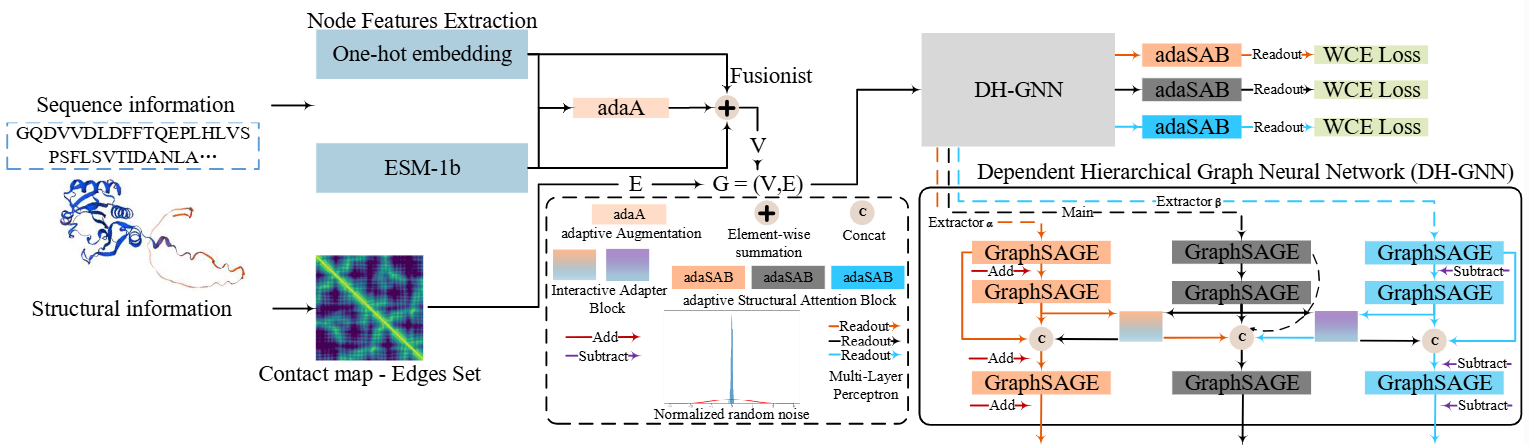 Node Features Extraction
One-hot embedding
Sequence information
GQDVVDLDFFTQEPLHLVS
PSFLSVTIDANLA…
ESM-1b
adaA
Fusionist
V
E
G = (V,E)
Structural information
Contact map - Edges Set
adaA
adaptive Augmentation
Element-wise
summation
C
Concat
Interactive Adapter
Block
adaSAB
adaSAB
adaSAB
adaptive Structural Attention Block
Add
Subtract
Normalized random noise
Readout
Readout
Readout
Multi-Layer
Perceptron
DH-GNN
adaSAB
Readout
WCE Loss
adaSAB
Readout
WCE Loss
adaSAB
Readout
WCE Loss
Dependent Hierarchical Graph Neural Network (DH-GNN)
Extractor α
Main
Extractor β
GraphSAGE
GraphSAGE
GraphSAGE
Add
Subtract
GraphSAGE
GraphSAGE
GraphSAGE
C
C
C
Add
Subtract
GraphSAGE
GraphSAGE
GraphSAGE
Add
Subtract